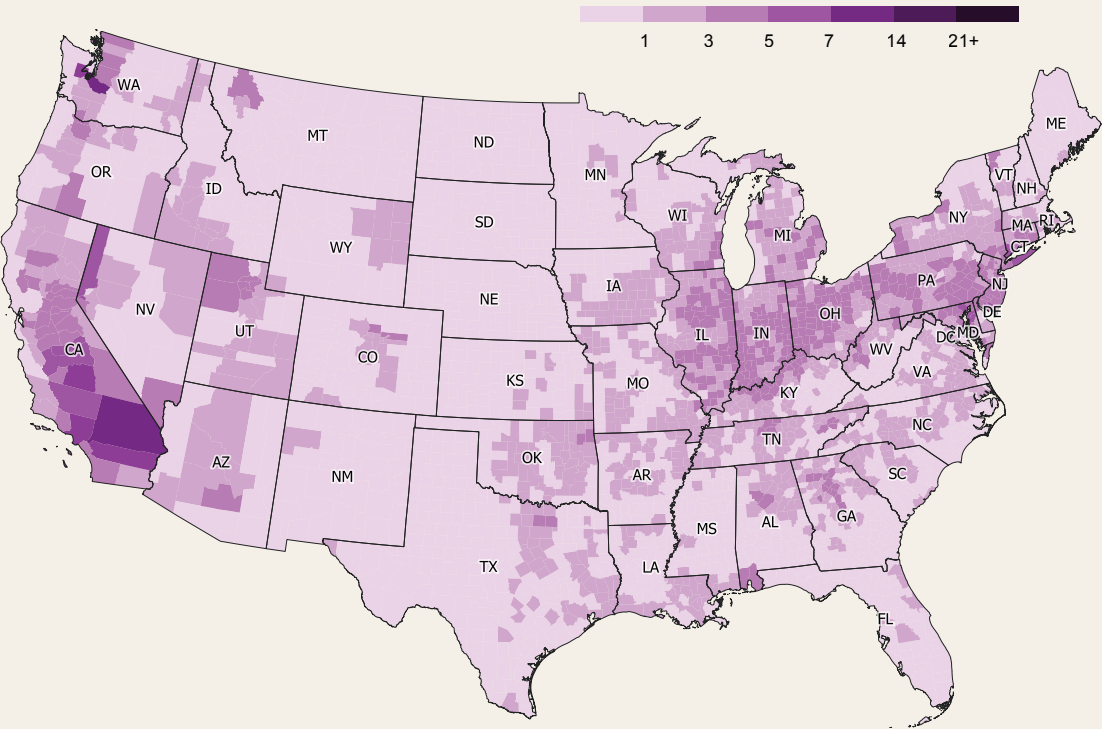 1 3 5 7 14 21+
WA
ME
MT
ND
VT
OR
MN
NH
ID
NY
WI
SD
MA
RI
MI
CT
WY
PA
IA
NJ
NE
NV
OH
DE
UT
IL
IN
DC
MD
CA
CO
WV
VA
KS
MO
KY
NC
TN
OK
AZ
AR
SC
NM
GA
AL
MS
TX
LA
FL